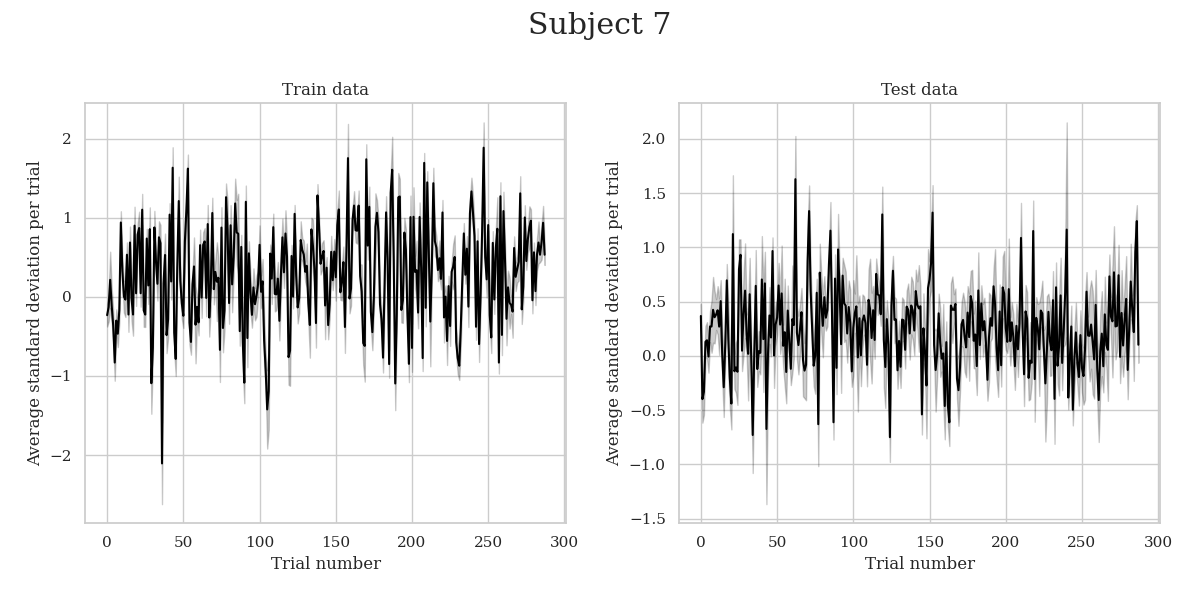 Subject 7
Train data
Average standard deviation per trial
2
1
0
−1
−2
0 50 100 150 200 250 300
Trial number
Test data
Average standard deviation per trial
2.0
1.5
1.0
0.5
0.0
−0.5
−1.0
−1.5
0 50 100 150 200 250 300
Trial number